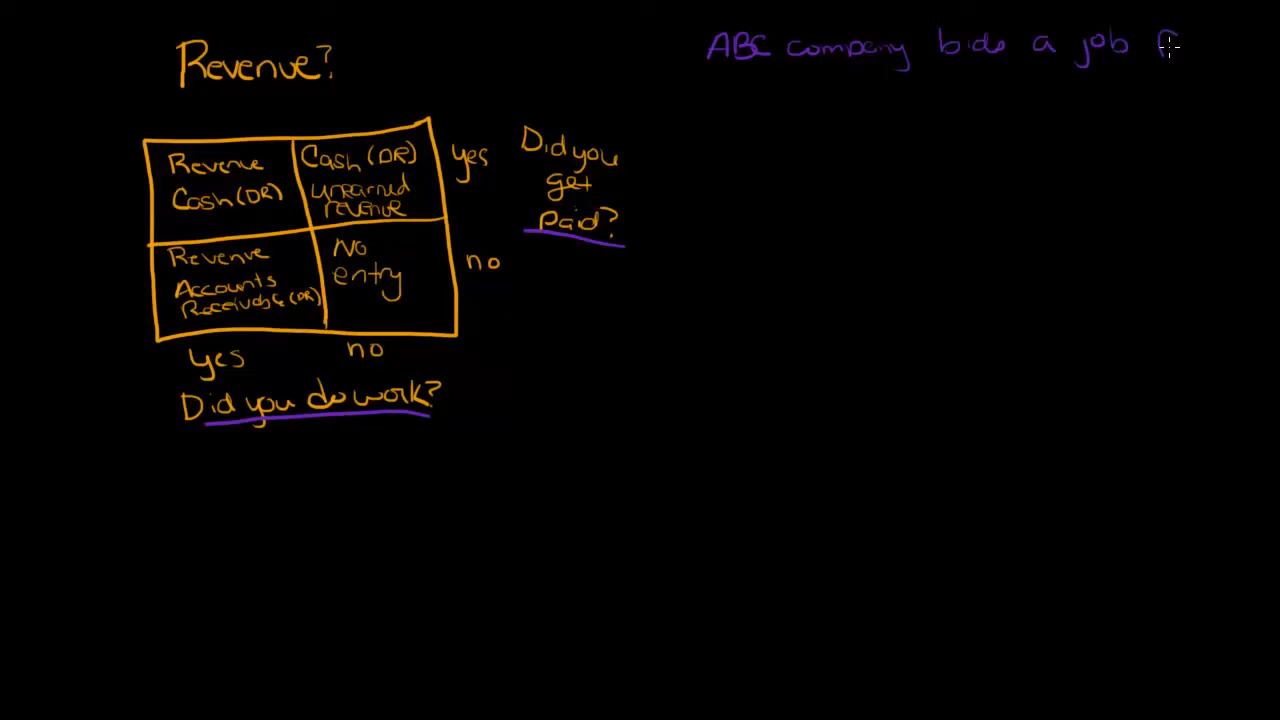 Revenue?
ABC company bids a job F
Revenue
Cash (DR)
Cash (DR)
unearned
revenue
yes
Did you
get
paid?
Revenue
Accounts
Receivable (DR)
No
entry
no
yes
no
Did you do work?